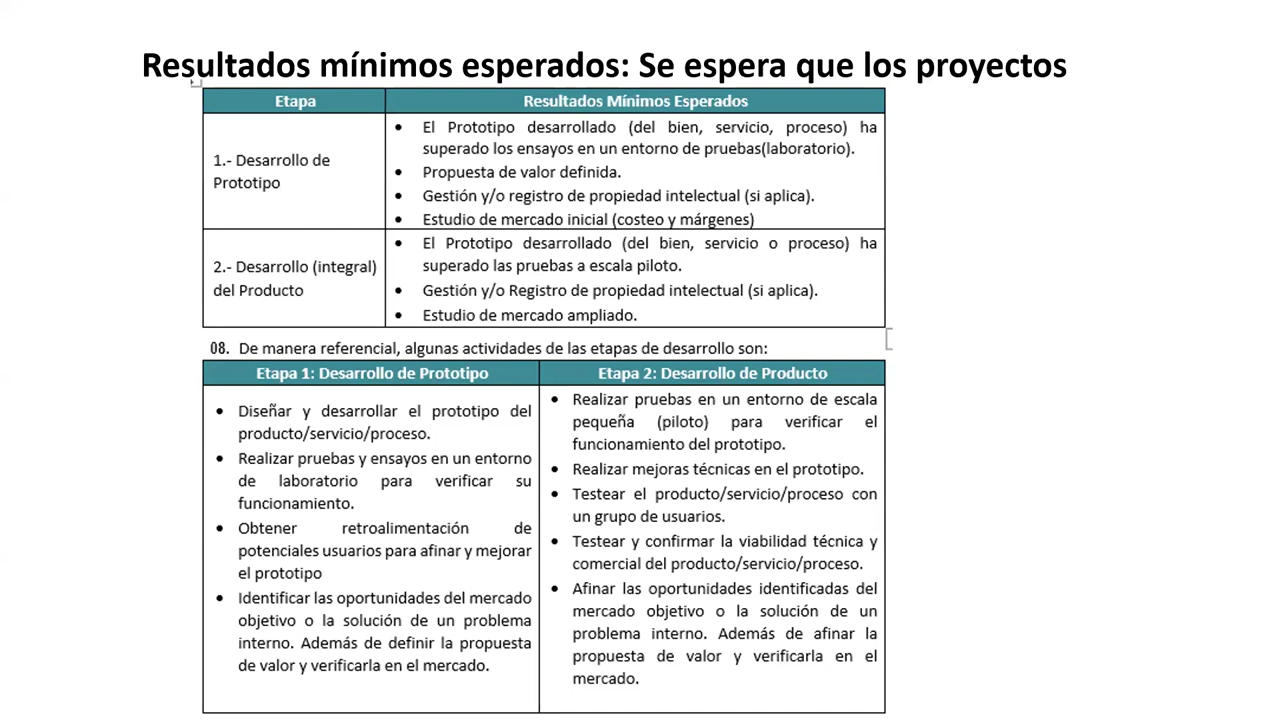 Resultados mínimos esperados: Se espera que los proyectos
Etapa
Resultados Mínimos Esperados
1.- Desarrollo de
Prototipo
• El Prototipo desarrollado (del bien, servicio, proceso) ha
superado los ensayos en un entorno de pruebas(laboratorio).
• Propuesta de valor definida.
• Gestión y/o registro de propiedad intelectual (si aplica).
• Estudio de mercado inicial (costeo y márgenes)
2.- Desarrollo (integral)
del Producto
• El Prototipo desarrollado (del bien, servicio o proceso) ha
superado las pruebas a escala piloto.
• Gestión y/o Registro de propiedad intelectual (si aplica).
• Estudio de mercado ampliado.
08. De manera referencial, algunas actividades de las etapas de desarrollo son:
Etapa 1: Desarrollo de Prototipo
• Diseñar y desarrollar el prototipo del
producto/servicio/proceso.
• Realizar pruebas y ensayos en un entorno
de laboratorio para verificar su
funcionamiento.
• Obtener retroalimentación de
potenciales usuarios para afinar y mejorar
el prototipo
• Identificar las oportunidades del mercado
objetivo o la solución de un problema
interno. Además de definir la propuesta
de valor y verificarla en el mercado.
Etapa 2: Desarrollo de Producto
• Realizar pruebas en un entorno de escala
pequeña (piloto) para verificar el
funcionamiento del prototipo.
• Realizar mejoras técnicas en el prototipo.
• Testear el producto/servicio/proceso con
un grupo de usuarios.
• Testear y confirmar la viabilidad técnica y
comercial del producto/servicio/proceso.
• Afinar las oportunidades identificadas del
mercado objetivo o la solución de un
problema interno. Además de afinar la
propuesta de valor y verificarla en el
mercado.